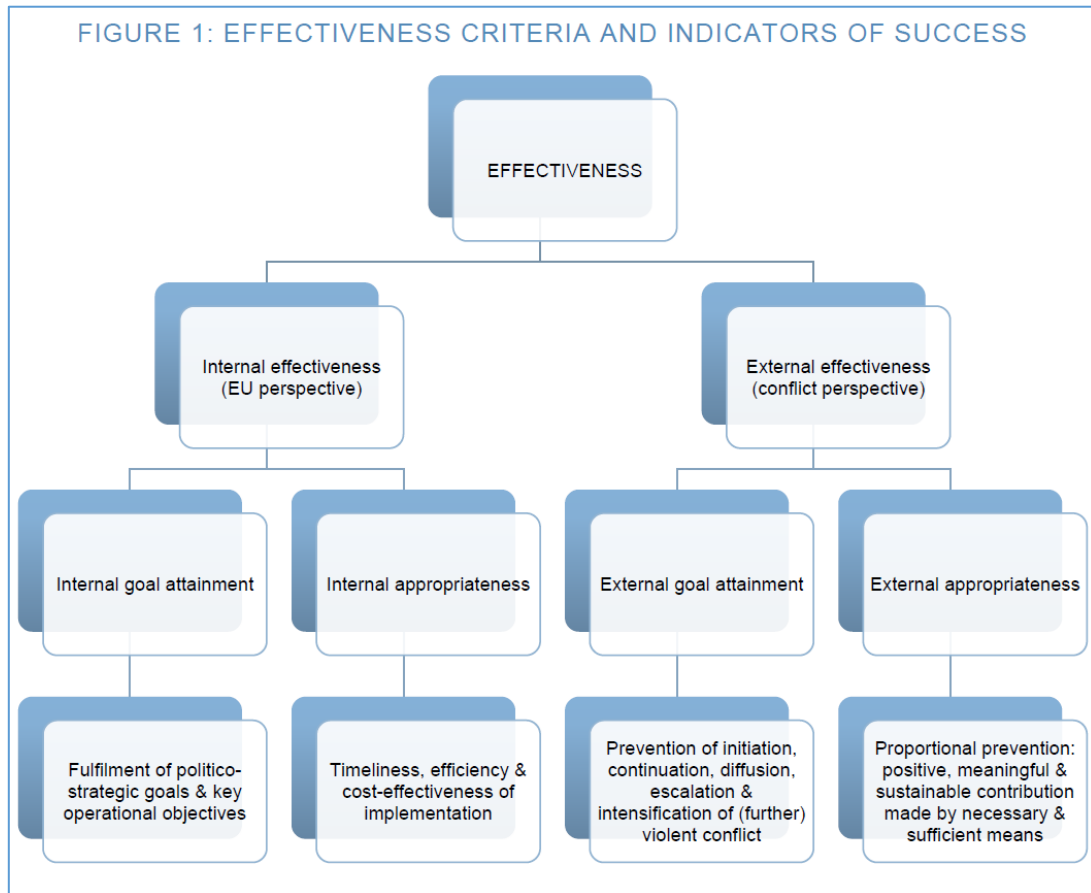 FIGURE 1: EFFECTIVENESS CRITERIA AND INDICATORS OF SUCCESS
EFFECTIVENESS
Internal effectiveness
(EU perspective)
External effectiveness
(conflict perspective)
Internal goal attainment
Internal appropriateness
External goal attainment
External appropriateness
Fulfilment of politico-
strategic goals & key
operational objectives
Timeliness, efficiency &
cost-effectiveness of
implementation
Prevention of initiation,
continuation, diffusion,
escalation &
intensification of (further)
violent conflict
Proportional prevention:
positive, meaningful &
sustainable contribution
made by necessary &
sufficient means